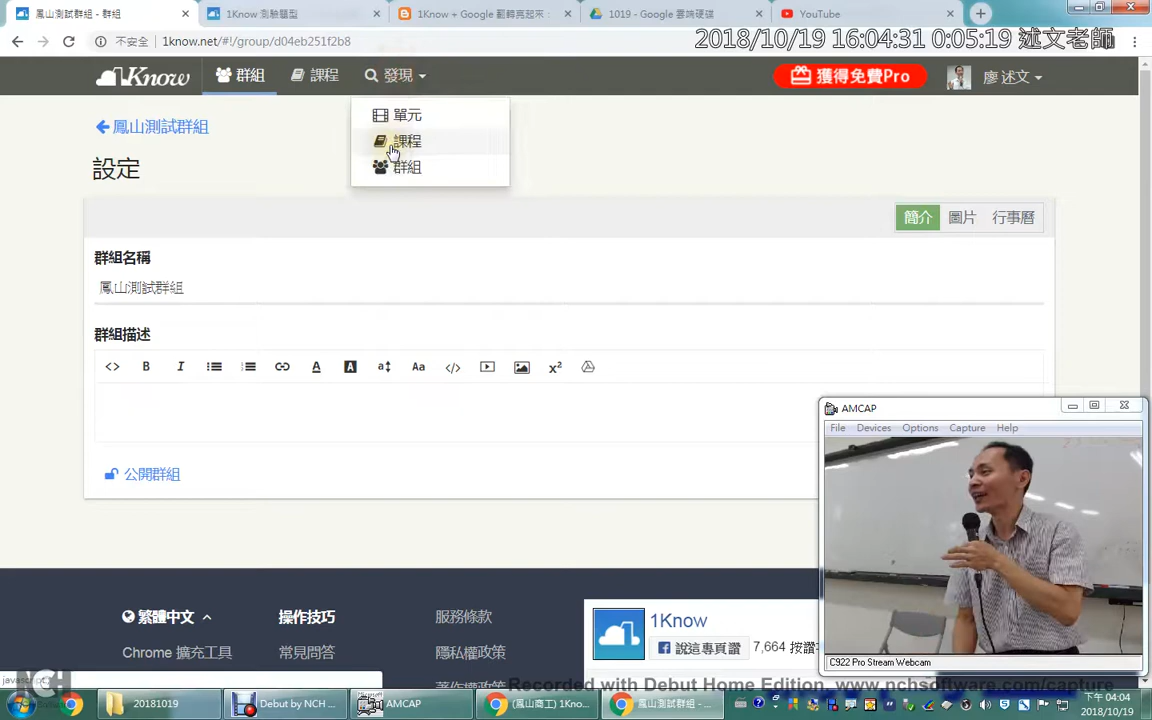 鳳山測試群組 - 群組
1Know 測驗題型
1Know + Google 翻轉亮起來：
1019 - Google 雲端硬碟
YouTube
不安全 1know.net/#!/group/d04eb251f2b8
2018/10/19 16:04:31 0:05:19 述文老師
1Know
群組
課程
發現
獲得免費Pro
廖 述文
單元
課程
群組
鳳山測試群組
設定
簡介
圖片
行事曆
群組名稱
鳳山測試群組
群組描述
公開群組
AMCAP
File Devices Options Capture Help
C922 Pro Stream Webcam
繁體中文
操作技巧
服務條款
Chrome 擴充工具
常見問答
隱私權政策
1Know
說這專頁讚
7,664 按讚
javascript:
NCH
Recorded with Debut Home Edition. www.nchsoftware.com/capture
20181019
Debut by NCH ...
AMCAP
(鳳山商工) 1Kno...
鳳山測試群組 - ...
下午 04:04
2018/10/19